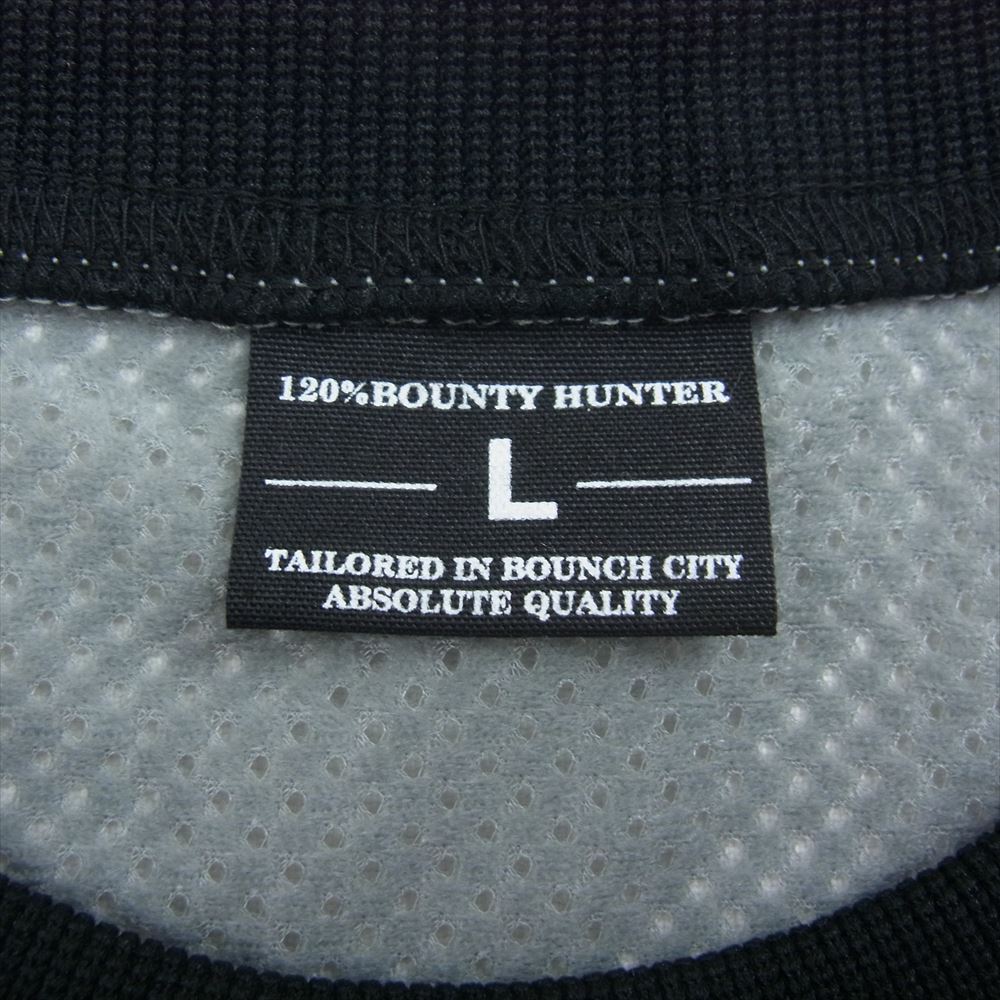 120%BOUNTY HUNTER
L
TAILORED IN BOUNCH CITY
ABSOLUTE QUALITY